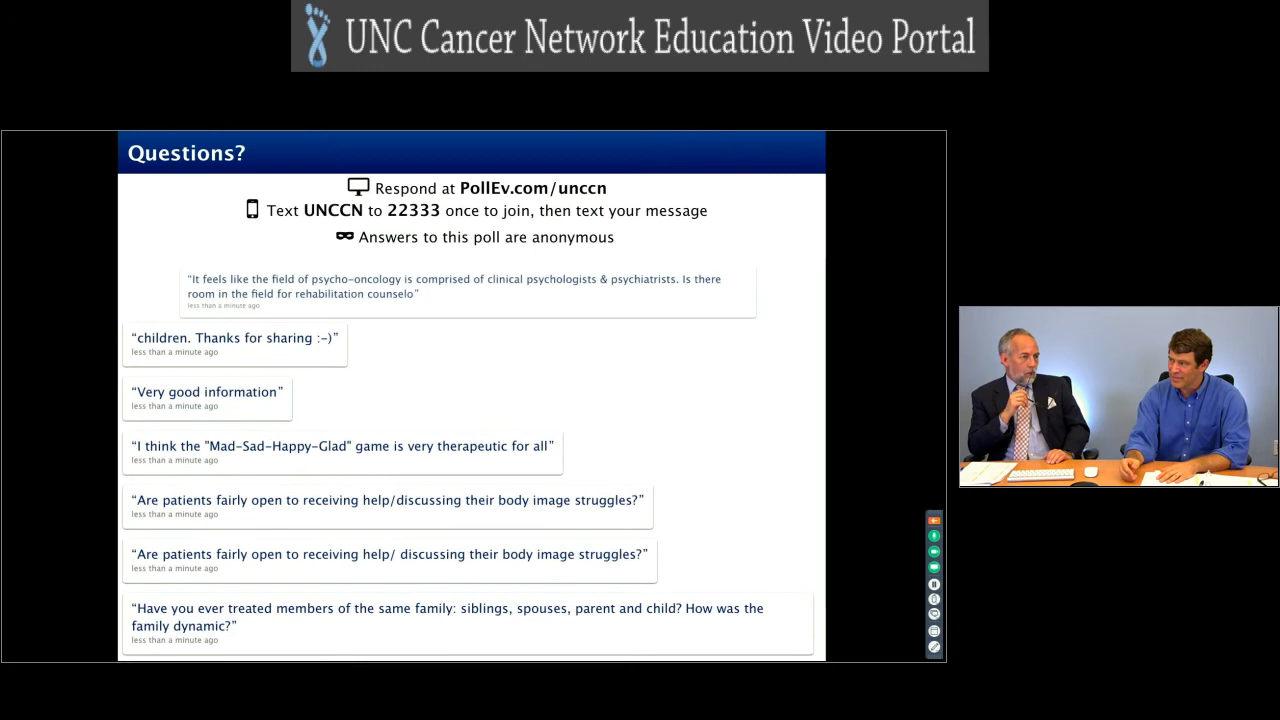 UNC Cancer Network Education Video Portal
Questions?
Respond at PollEv.com/unccn
Text UNCCN to 22333 once to join, then text your message
Answers to this poll are anonymous
“It feels like the field of psycho-oncology is comprised of clinical psychologists & psychiatrists. Is there
room in the field for rehabilitation counselo”
less than a minute ago
“children. Thanks for sharing :-)”
less than a minute ago
“Very good information”
less than a minute ago
“I think the "Mad-Sad-Happy-Glad" game is very therapeutic for all”
less than a minute ago
“Are patients fairly open to receiving help/discussing their body image struggles?”
less than a minute ago
“Are patients fairly open to receiving help/ discussing their body image struggles?”
less than a minute ago
“Have you ever treated members of the same family: siblings, spouses, parent and child? How was the
family dynamic?”
less than a minute ago